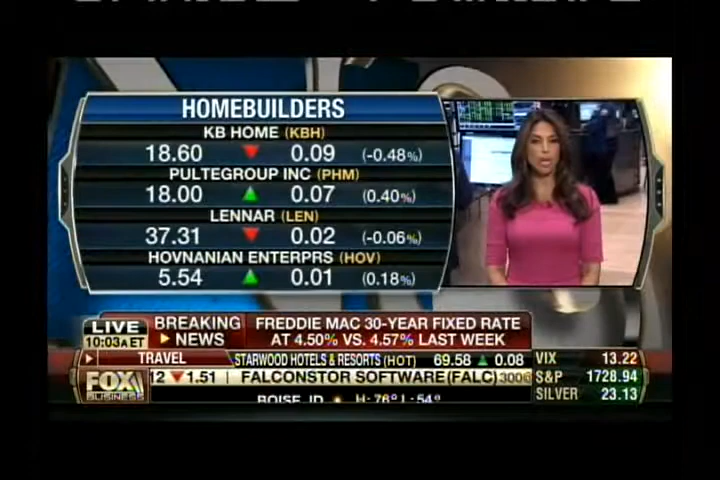 HOMEBUILDERS
KB HOME (KBH)
18.60 ▼ 0.09 (-0.48%)
PULTEGROUP INC (PHM)
18.00 ▲ 0.07 (0.40%)
LENNAR (LEN)
37.31 ▼ 0.02 (-0.06%)
HOVNANIAN ENTERPRS (HOV)
5.54 ▲ 0.01 (0.18%)
LIVE
10:03A ET
BREAKING
NEWS
FREDDIE MAC 30-YEAR FIXED RATE
AT 4.50% VS. 4.57% LAST WEEK
TRAVEL STARWOOD HOTELS & RESORTS (HOT) 69.58 ▲ 0.08
FOX
BUSINESS
12 ▼ 1.51 | FALCONSTOR SOFTWARE (FALC) 300@
BOISE, ID H: 76° L: 54°
VIX 13.22
S&P 1728.94
SILVER 23.13